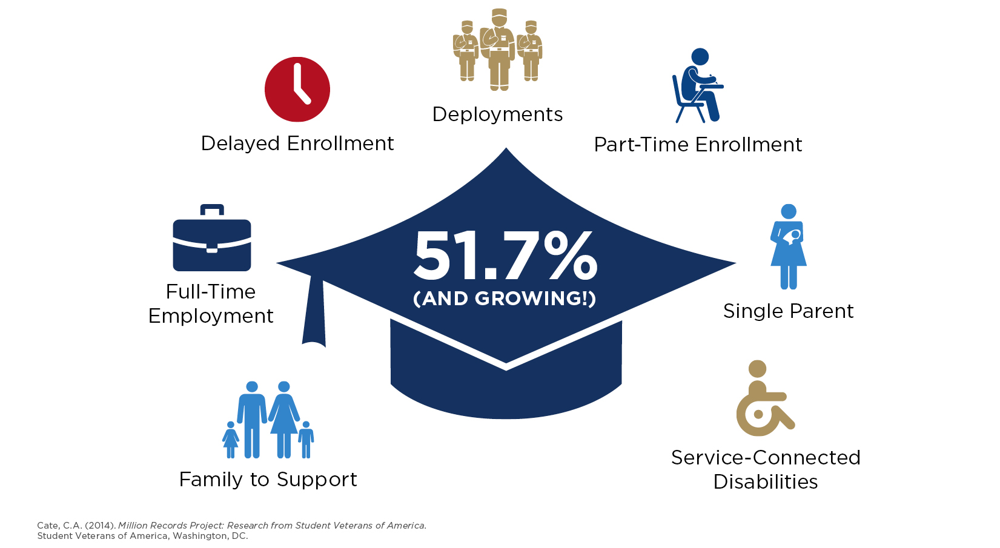 Deployments
Delayed Enrollment
Part-Time Enrollment
51.7%
(AND GROWING!)
Full-Time
Employment
Single Parent
Family to Support
Service-Connected
Disabilities
Cate, C.A. (2014). Million Records Project: Research from Student Veterans of America.
Student Veterans of America, Washington, DC.